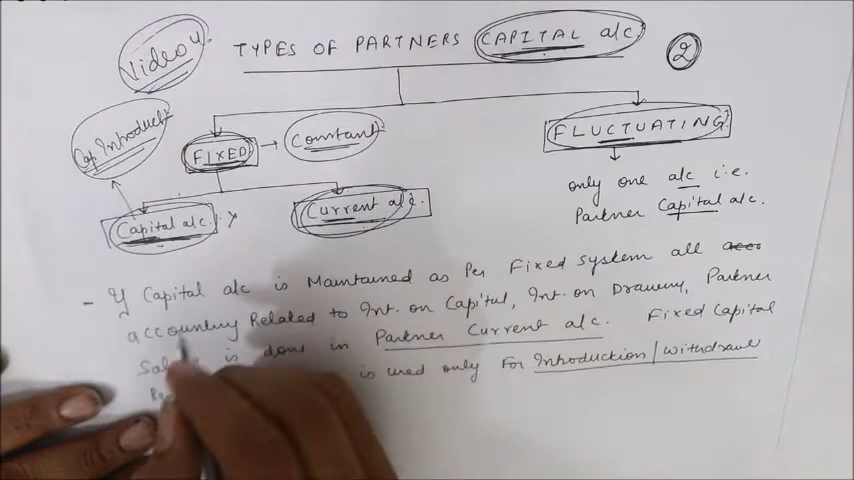 Video 4.
TYPES OF PARTNERS CAPITAL a/c.
2
Cap Introduct
FIXED → Constant
FLUCTUATING
only one a/c i.e.
Partner Capital a/c.
Capital a/c.
Current a/c.
- If Capital a/c is Maintained as Per Fixed system all
accounting Related to Int. on Capital, Int. on Drawing, Partner
is done in Partner Current a/c. Fixed Capital
is used only For Introduction/withdrawl